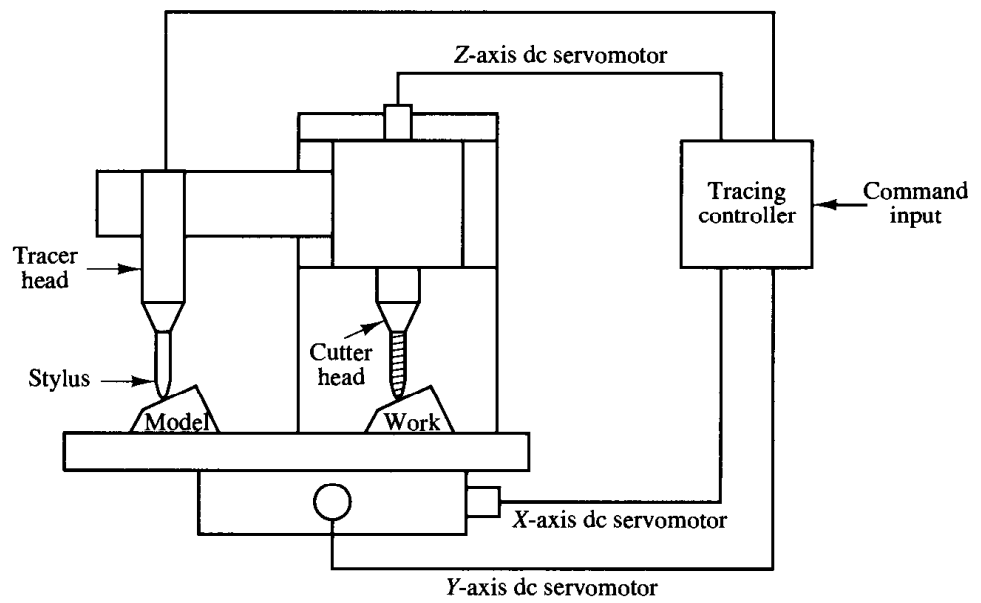 Z-axis dc servomotor
Tracing
controller
Command
input
Tracer
head
Cutter
head
Stylus
Model
Work
X-axis dc servomotor
Y-axis dc servomotor